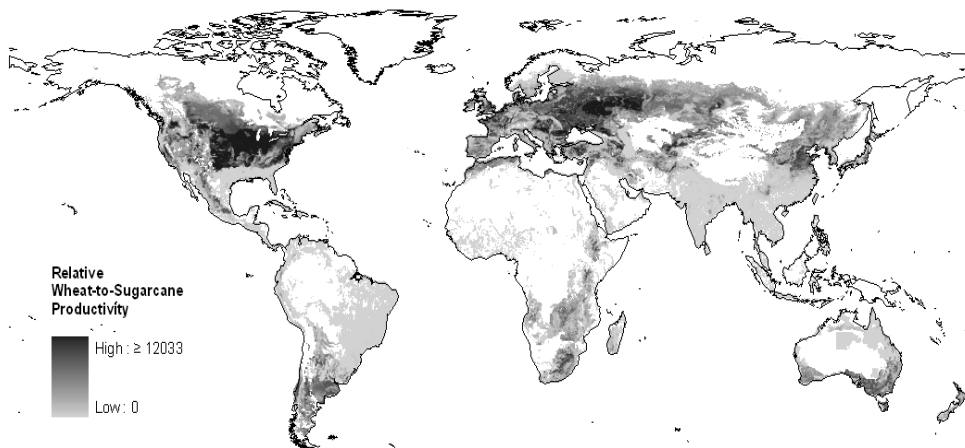 Relative
Wheat-to-Sugarcane
Productivity
High : ≥ 12033
Low : 0